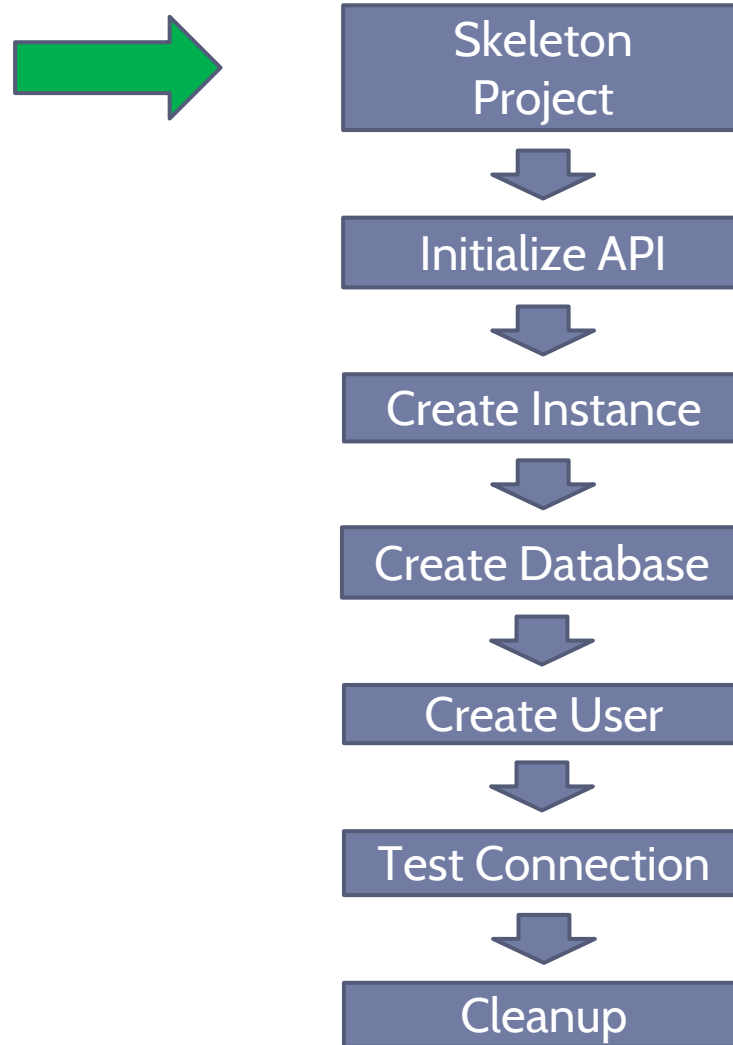 Skeleton
Project
Initialize API
Create Instance
Create Database
Create User
Test Connection
Cleanup